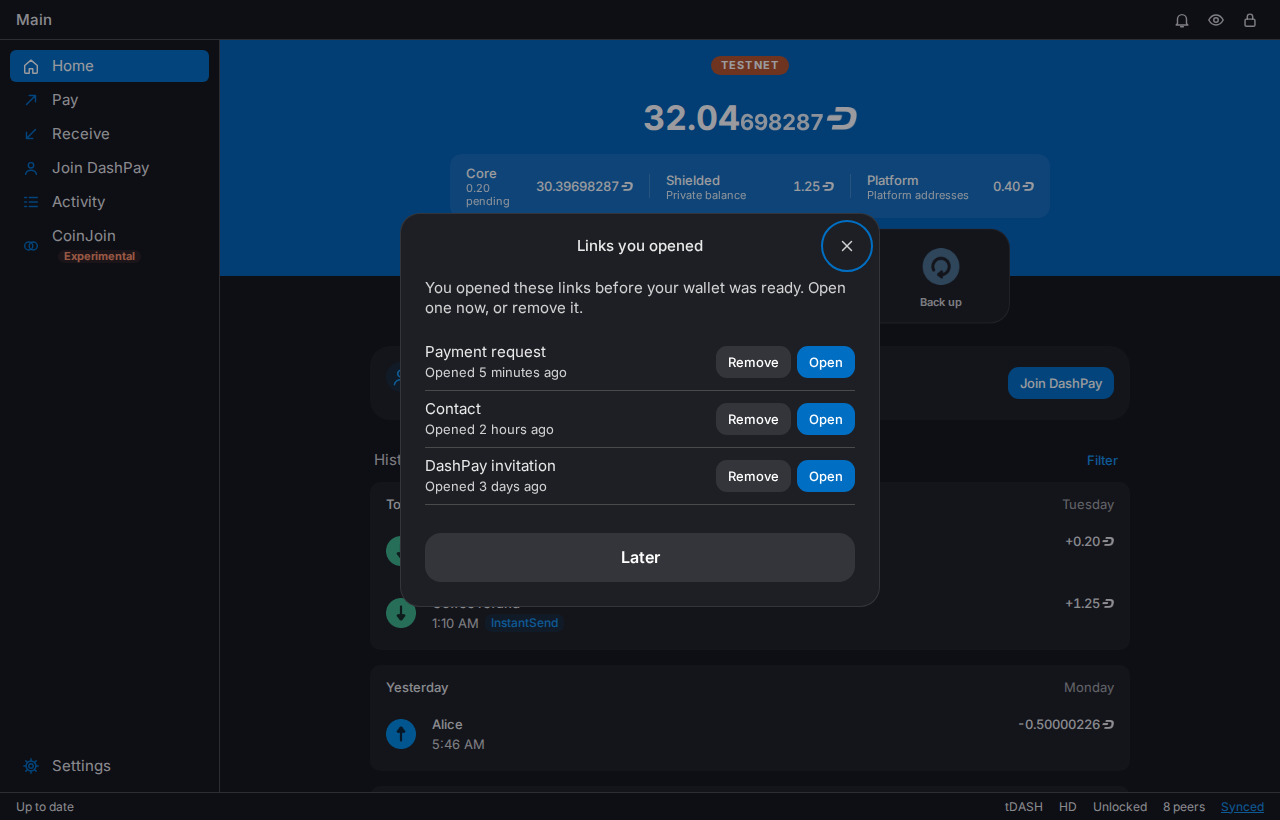 Main
Home
Pay
Receive
Join DashPay
Activity
CoinJoin
Experimental
Settings
TESTNET
32.04698287
Core
0.20 pending
30.39698287
Shielded
Private balance
1.25
Platform
Platform addresses
0.40
Back up
Join DashPay
Filter
Tuesday
+0.20
+1.25
1:10 AM InstantSend
Yesterday
Monday
Alice
-0.50000226
5:46 AM
Links you opened
You opened these links before your wallet was ready. Open
one now, or remove it.
Payment request
Opened 5 minutes ago
Remove
Open
Contact
Opened 2 hours ago
Remove
Open
DashPay invitation
Opened 3 days ago
Remove
Open
Later
Up to date
tDASH
HD
Unlocked
8 peers
Synced